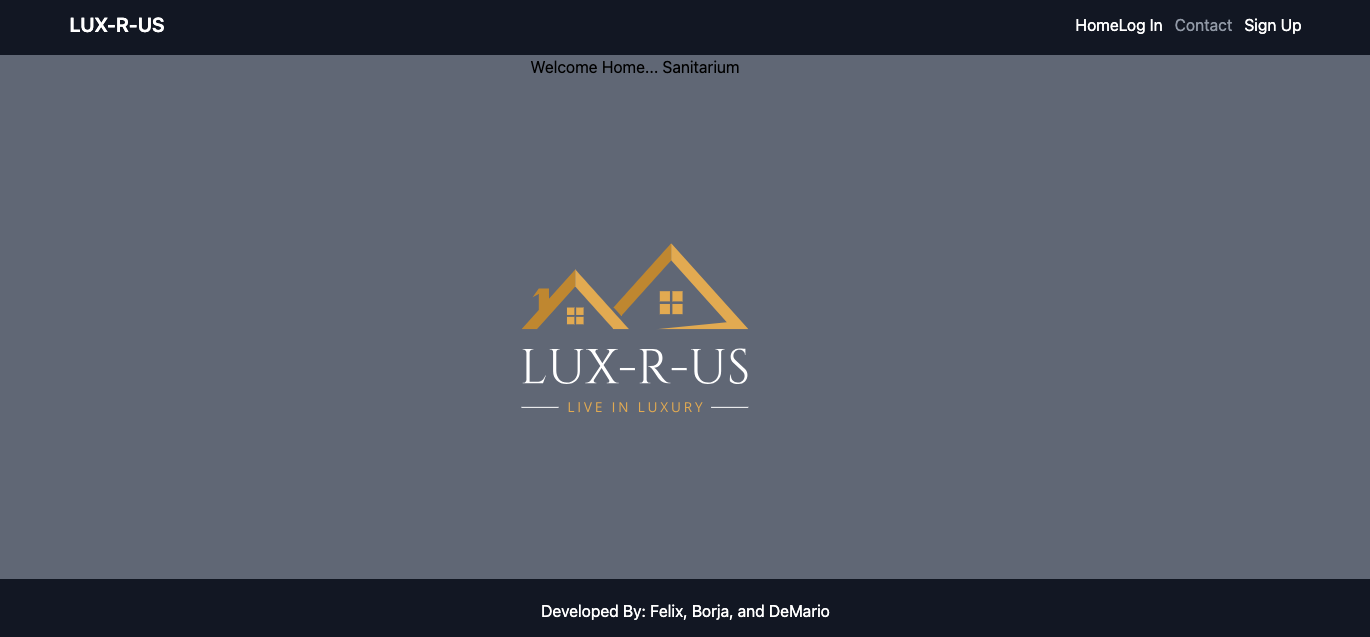 LUX-R-US
HomeLog In Contact Sign Up
Welcome Home... Sanitarium
LUX-R-US
LIVE IN LUXURY
Developed By: Felix, Borja, and DeMario